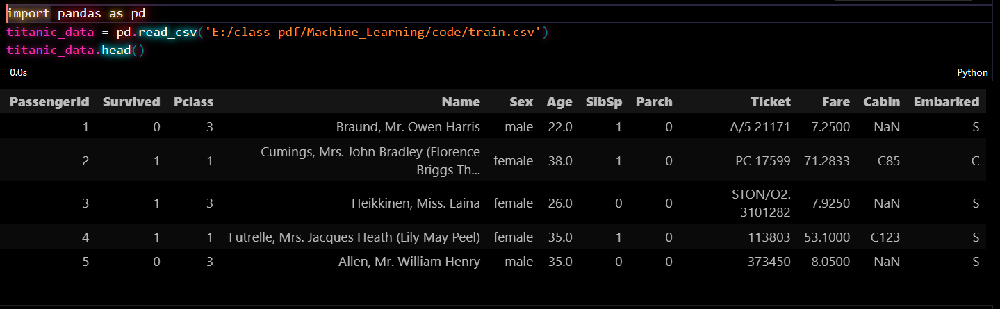 import pandas as pd
titanic_data = pd.read_csv('E:/class pdf/Machine_Learning/code/train.csv')
titanic_data.head()
0.0s Python
PassengerId Survived Pclass Name Sex Age SibSp Parch Ticket Fare Cabin Embarked
1 0 3 Braund, Mr. Owen Harris male 22.0 1 0 A/5 21171 7.2500 NaN S
2 1 1 Cumings, Mrs. John Bradley (Florence
Briggs Th... female 38.0 1 0 PC 17599 71.2833 C85 C
3 1 3 Heikkinen, Miss. Laina female 26.0 0 0 STON/O2.
3101282 7.9250 NaN S
4 1 1 Futrelle, Mrs. Jacques Heath (Lily May Peel) female 35.0 1 0 113803 53.1000 C123 S
5 0 3 Allen, Mr. William Henry male 35.0 0 0 373450 8.0500 NaN S